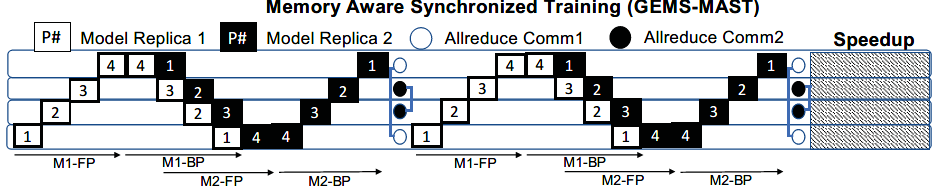 Memory Aware Synchronized Training (GEMS-MAST)
P# Model Replica 1 P# Model Replica 2 Allreduce Comm1 Allreduce Comm2 Speedup
4 4 1 1 4 4 1 1
3 3 2 2 3 3 2 2
2 2 3 3 2 2 3 3
1 1 4 4 1 1 4 4
M1-FP M1-BP M1-FP M1-BP
M2-FP M2-BP M2-FP M2-BP